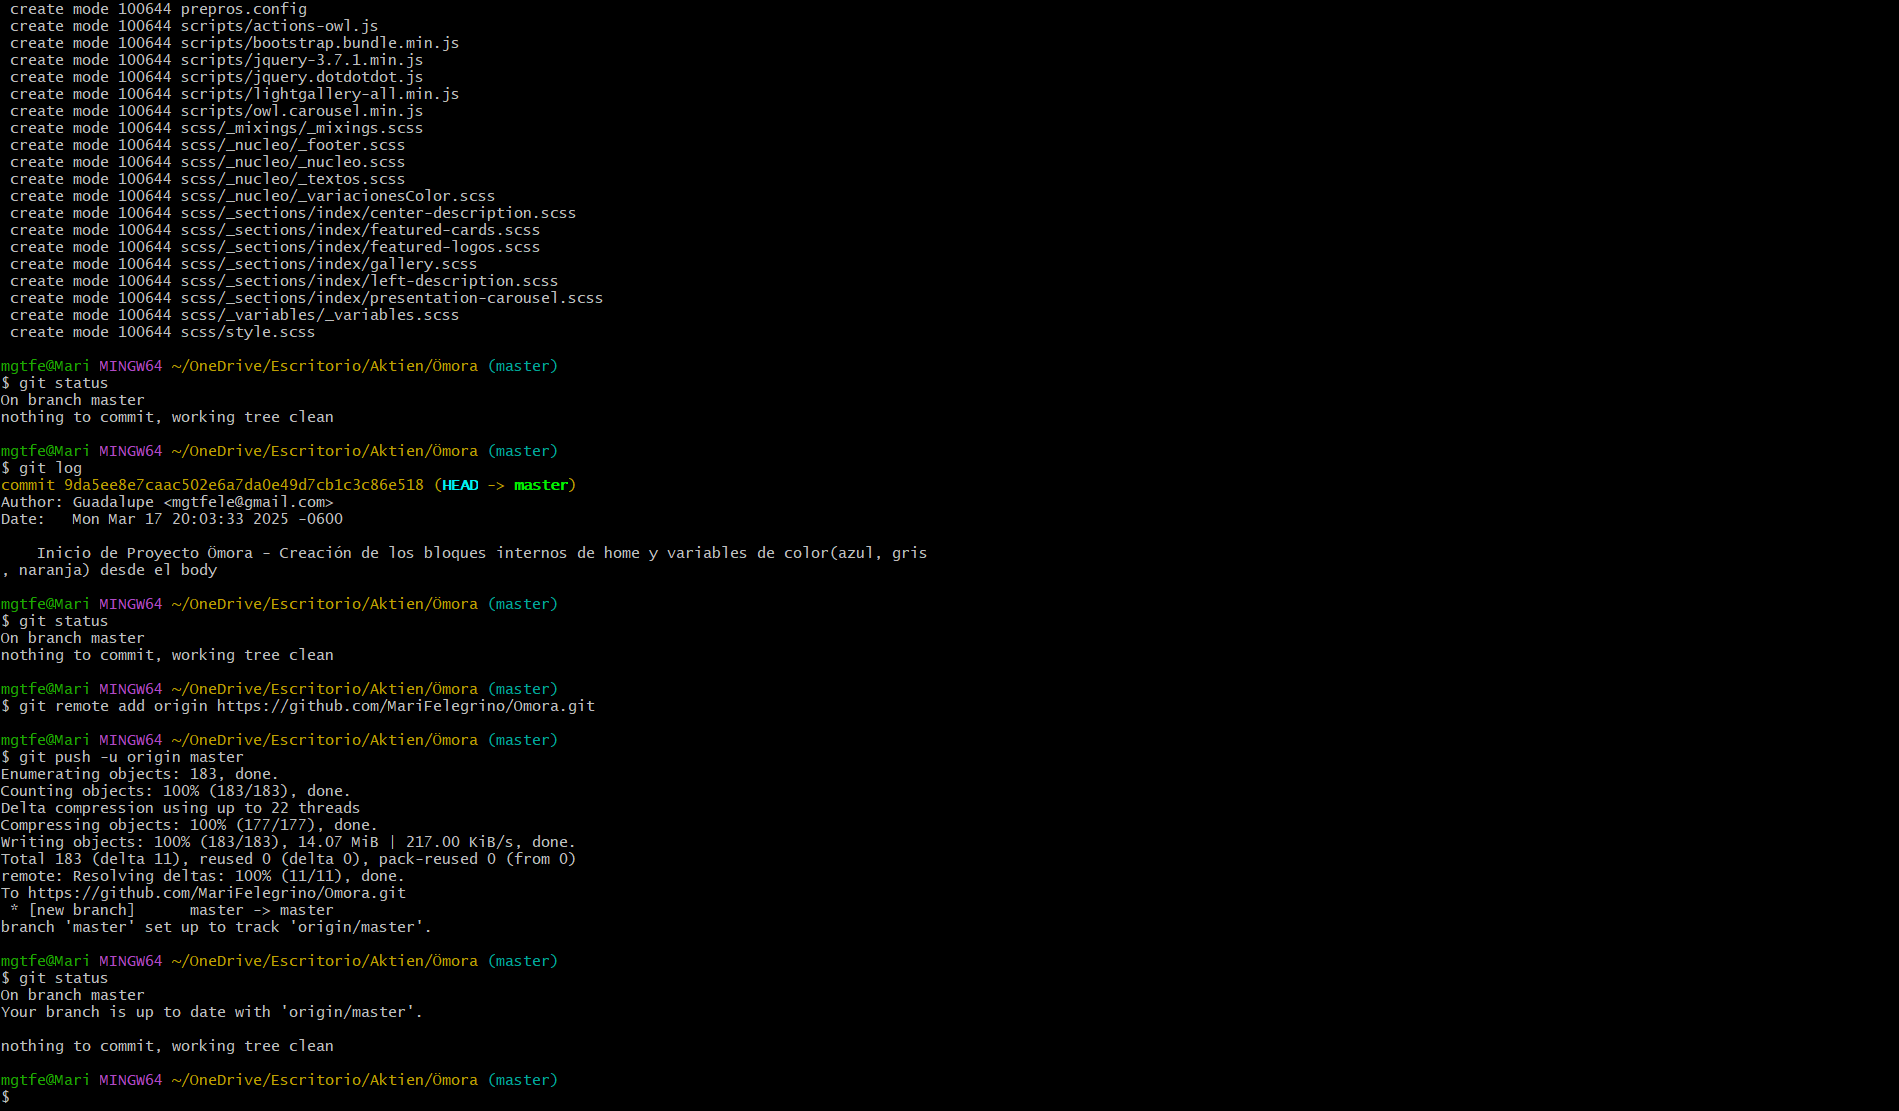 create mode 100644 prepros.config
create mode 100644 scripts/actions-owl.js
create mode 100644 scripts/bootstrap.bundle.min.js
create mode 100644 scripts/jquery-3.7.1.min.js
create mode 100644 scripts/jquery.dotdotdot.js
create mode 100644 scripts/lightgallery-all.min.js
create mode 100644 scripts/owl.carousel.min.js
create mode 100644 scss/_mixings/_mixings.scss
create mode 100644 scss/_nucleo/_footer.scss
create mode 100644 scss/_nucleo/_nucleo.scss
create mode 100644 scss/_nucleo/_textos.scss
create mode 100644 scss/_nucleo/_variacionesColor.scss
create mode 100644 scss/_sections/index/center-description.scss
create mode 100644 scss/_sections/index/featured-cards.scss
create mode 100644 scss/_sections/index/featured-logos.scss
create mode 100644 scss/_sections/index/gallery.scss
create mode 100644 scss/_sections/index/left-description.scss
create mode 100644 scss/_sections/index/presentation-carousel.scss
create mode 100644 scss/_variables/_variables.scss
create mode 100644 scss/style.scss
mgtfe@Mari MINGW64 ~/OneDrive/Escritorio/Aktien/Ömora (master)
$ git status
On branch master
nothing to commit, working tree clean
mgtfe@Mari MINGW64 ~/OneDrive/Escritorio/Aktien/Ömora (master)
$ git log
commit 9da5ee8e7caac502e6a7da0e49d7cb1c3c86e518 (HEAD -> master)
Author: Guadalupe <mgtfele@gmail.com>
Date:   Mon Mar 17 20:03:33 2025 -0600
    Inicio de Proyecto Ömora - Creación de los bloques internos de home y variables de color(azul, gris
, naranja) desde el body
mgtfe@Mari MINGW64 ~/OneDrive/Escritorio/Aktien/Ömora (master)
$ git status
On branch master
nothing to commit, working tree clean
mgtfe@Mari MINGW64 ~/OneDrive/Escritorio/Aktien/Ömora (master)
$ git remote add origin https://github.com/MariFelegrino/Omora.git
mgtfe@Mari MINGW64 ~/OneDrive/Escritorio/Aktien/Ömora (master)
$ git push -u origin master
Enumerating objects: 183, done.
Counting objects: 100% (183/183), done.
Delta compression using up to 22 threads
Compressing objects: 100% (177/177), done.
Writing objects: 100% (183/183), 14.07 MiB | 217.00 KiB/s, done.
Total 183 (delta 11), reused 0 (delta 0), pack-reused 0 (from 0)
remote: Resolving deltas: 100% (11/11), done.
To https://github.com/MariFelegrino/Omora.git
 * [new branch]      master -> master
branch 'master' set up to track 'origin/master'.
mgtfe@Mari MINGW64 ~/OneDrive/Escritorio/Aktien/Ömora (master)
$ git status
On branch master
Your branch is up to date with 'origin/master'.
nothing to commit, working tree clean
mgtfe@Mari MINGW64 ~/OneDrive/Escritorio/Aktien/Ömora (master)
$